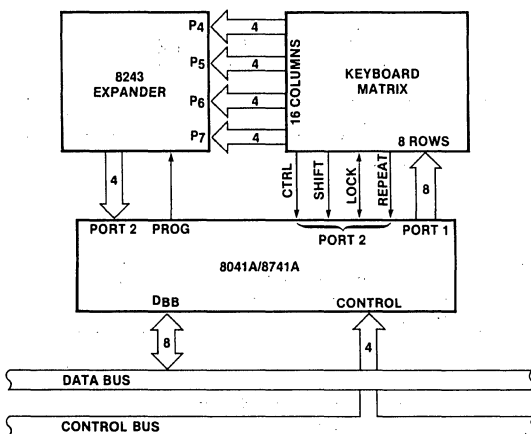 P4
4
P5
4
P6
4
P7
4
8243
EXPANDER
16 COLUMNS
KEYBOARD
MATRIX
8 ROWS
4
CTRL
SHIFT
LOCK
REPEAT
8
PORT 2
PROG
PORT 2
PORT 1
8041A/8741A
DBB
CONTROL
8
4
DATA BUS
CONTROL BUS